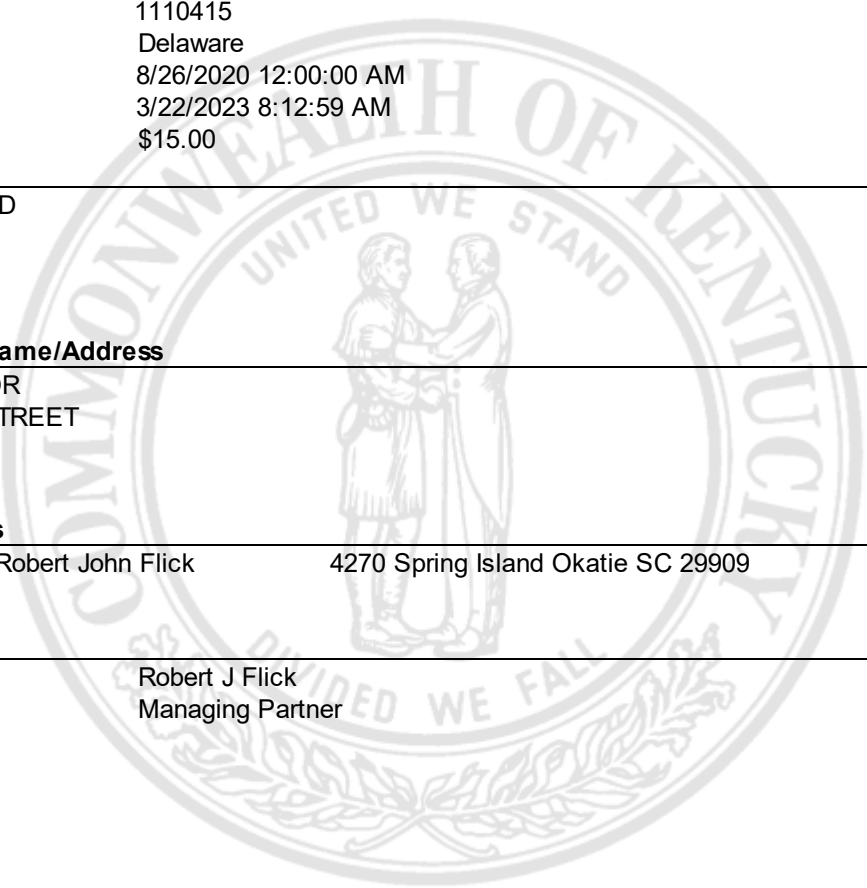 1110415
Delaware
8/26/2020 12:00:00 AM
3/22/2023 8:12:59 AM
$15.00
D
ame/Address
OR
TREET
s
Robert John Flick 4270 Spring Island Okatie SC 29909
Robert J Flick
Managing Partner
COMMONWEALTH OF KENTUCKY
UNITED WE STAND
DIVIDED WE FALL